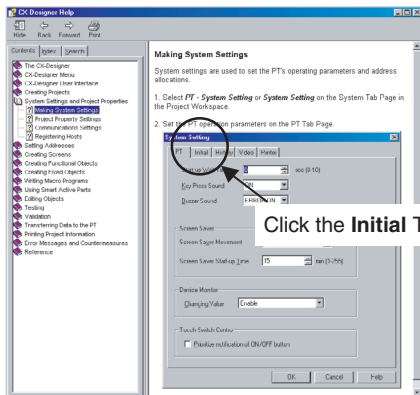 CX Designer Help
Hide Back Forward Print
Contents Index Search
The CX-Designer
CX-Designer Menu
CX-Designer User Interface
Creating Projects
System Settings and Project Properties
Making System Settings
Project Property Settings
Communications Settings
Registering Hosts
Setting Addresses
Creating Screens
Creating Functional Objects
Creating Fixed Objects
Writing Macro Programs
Using Smart Active Parts
Editing Objects
Testing
Validation
Transferring Data to the PT
Printing Project Information
Error Messages and Countermeasures
Reference
Making System Settings
System settings are used to set the PT's operating parameters and address
allocations.
1. Select PT - System Setting or System Setting on the System Tab Page in
the Project Workspace.
2. Set the PT operation parameters on the PT Tab Page.
System Setting
PT Initial History Video Printer
Start-up Wait Time 0 sec (0-10)
Key Press Sound ON
Buzzer Sound
Click the Initial T
Screen Saver
Screen Saver Movement
Screen Saver Start-up Time 15 min (1-255)
Device Monitor
Changing Value Enable
Touch Switch Control
Prioritize notification of ON/OFF button
OK Cancel Help